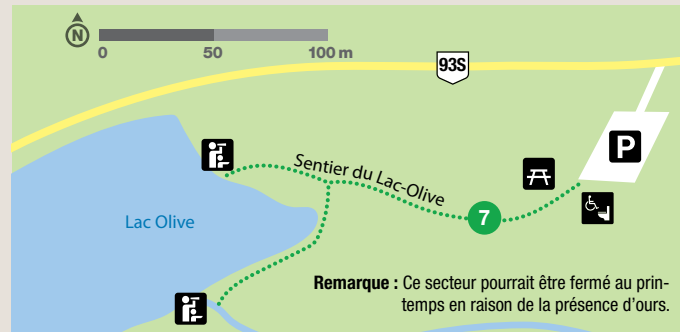 N
0 50 100 m
93S
P
Sentier du Lac-Olive
7
Lac Olive
Remarque : Ce secteur pourrait être fermé au prin-
temps en raison de la présence d'ours.